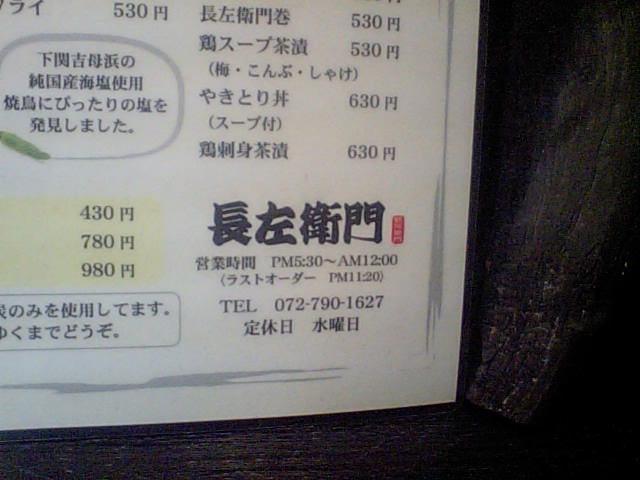 フライ 530円
長左衛門巻 530円
鶏スープ茶漬 530円
（梅・こんぶ・しゃけ）
やきとり丼 630円
（スープ付）
鶏刺身茶漬 630円
下関吉母浜の
純国産海塩使用
焼鳥にぴったりの塩を
発見しました。
430円
780円
980円
のみを使用してます。
ゆくまでどうぞ。
長左衛門
営業時間 PM5:30～AM12:00
（ラストオーダー PM11:20）
TEL 072-790-1627
定休日 水曜日